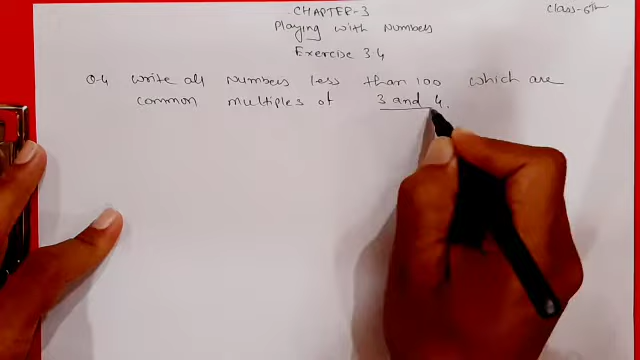 CHAPTER-3
Class-6th
Playing with Numbers
Exercise 3.4
Q.4 Write all Numbers less than 100 which are
common multiples of 3 and 4.